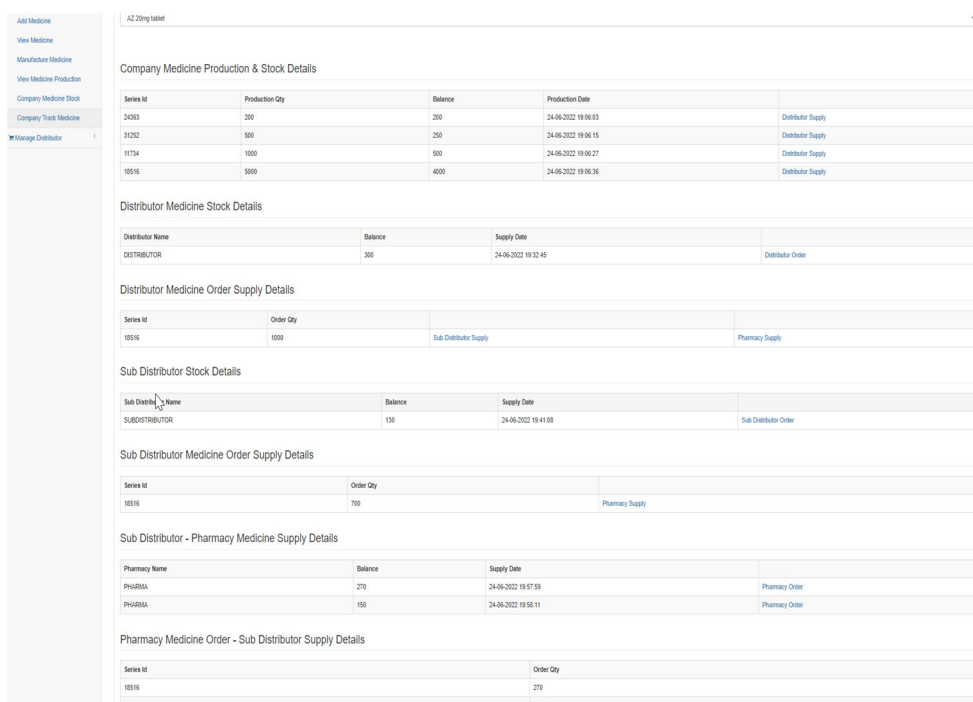 Add Medicine
View Medicine
Manufacture Medicine
View Medicine Production
Company Medicine Stock
Company Track Medicine
Manage Distributor
AZ 20mg tablet
Company Medicine Production & Stock Details
Series Id Production Qty Balance Production Date
24363 200 200 24-06-2022 19:06:03 Distributor Supply
31252 500 250 24-06-2022 19:06:15 Distributor Supply
11734 1000 500 24-06-2022 19:06:27 Distributor Supply
18516 5000 4000 24-06-2022 19:06:36 Distributor Supply
Distributor Medicine Stock Details
Distributor Name Balance Supply Date
DISTRIBUTOR 300 24-06-2022 19:32:45 Distributor Order
Distributor Medicine Order Supply Details
Series Id Order Qty
18516 1000 Sub Distributor Supply Pharmacy Supply
Sub Distributor Stock Details
Sub Distributor Name Balance Supply Date
SUBDISTRIBUTOR 130 24-06-2022 19:41:08 Sub Distributor Order
Sub Distributor Medicine Order Supply Details
Series Id Order Qty
18516 700 Pharmacy Supply
Sub Distributor - Pharmacy Medicine Supply Details
Pharmacy Name Balance Supply Date
PHARMA 270 24-06-2022 19:57:59 Pharmacy Order
PHARMA 150 24-06-2022 19:58:11 Pharmacy Order
Pharmacy Medicine Order - Sub Distributor Supply Details
Series Id Order Qty
18516 270